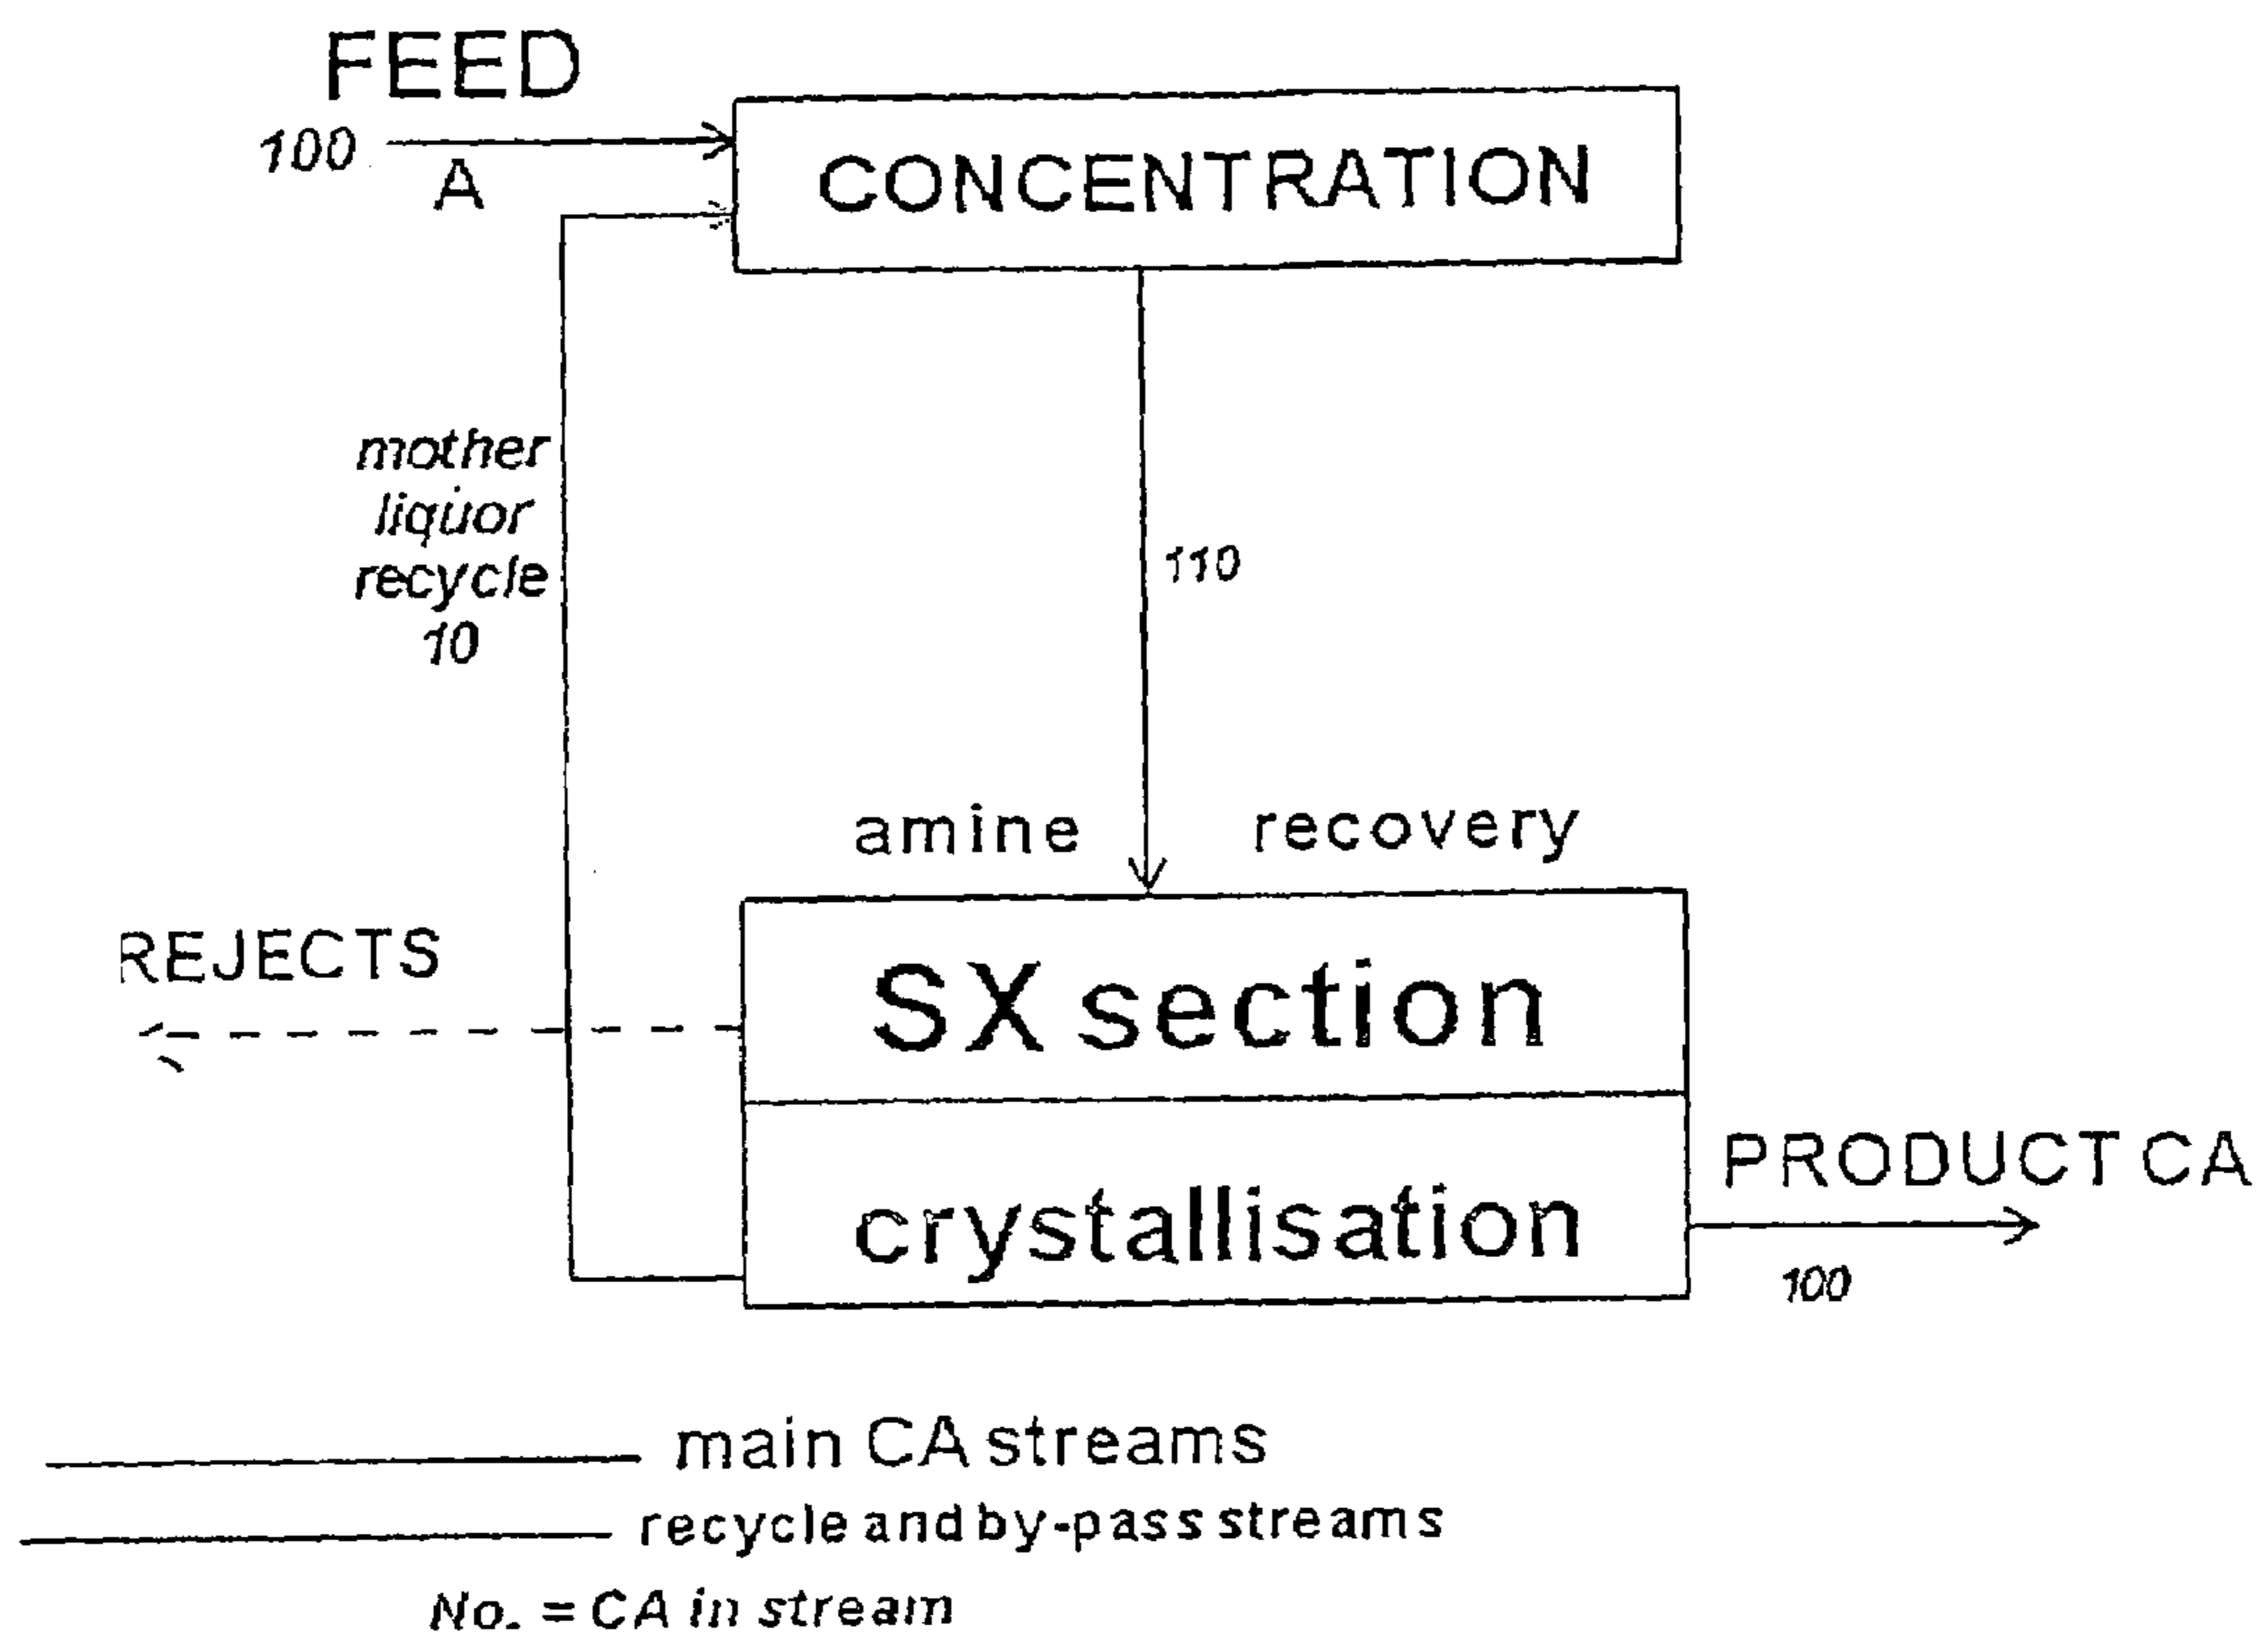 FEED
100
A
CONCENTRATION
mother
liquor
recycle
10
110
amine recovery
REJECTS
SX section
crystallisation
PRODUCT CA
100
main CA streams
recycle and by-pass streams
No. = CA in stream